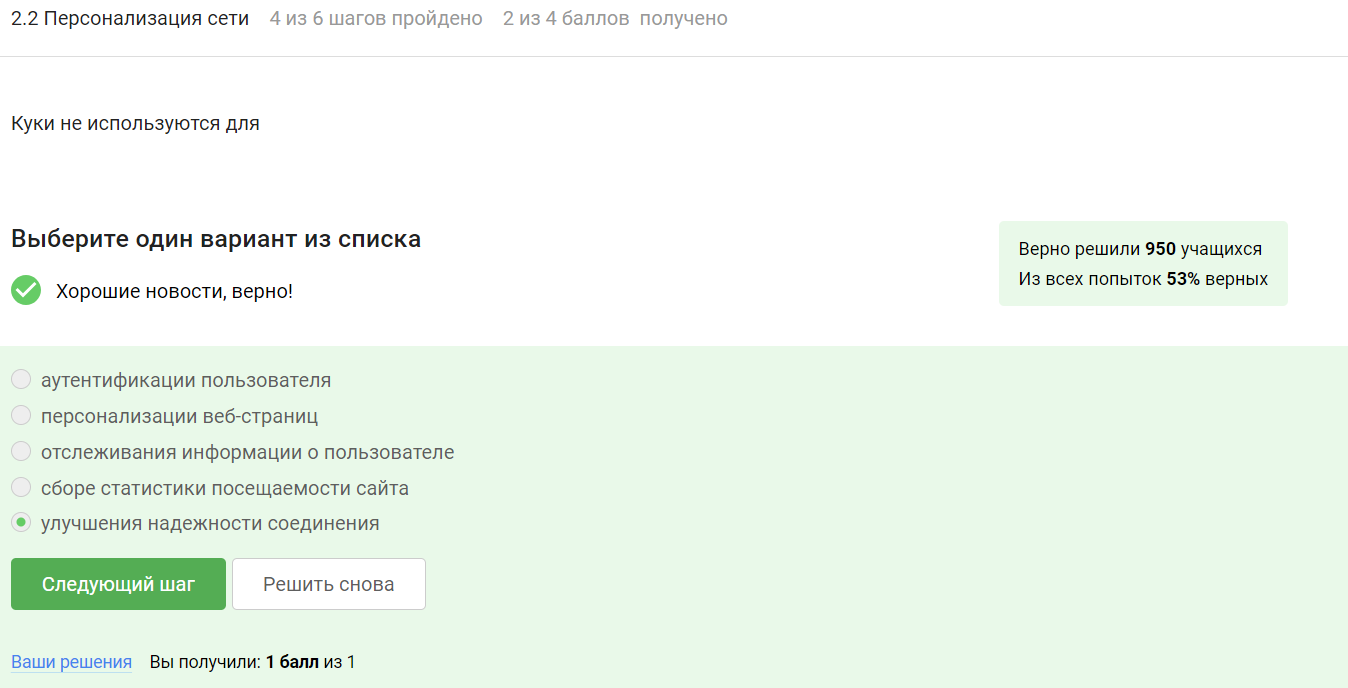 2.2 Персонализация сети 4 из 6 шагов пройдено 2 из 4 баллов получено
Куки не используются для
Выберите один вариант из списка
Хорошие новости, верно!
Верно решили 950 учащихся
Из всех попыток 53% верных
аутентификации пользователя
персонализации веб-страниц
отслеживания информации о пользователе
сборе статистики посещаемости сайта
улучшения надежности соединения
Следующий шаг Решить снова
Ваши решения Вы получили: 1 балл из 1